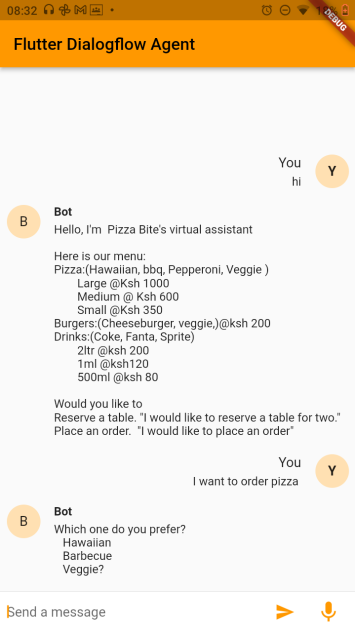 08:32
DEBUG
Flutter Dialogflow Agent
You
Y
hi
B
Bot
Hello, I'm Pizza Bite's virtual assistant
Here is our menu:
Pizza:(Hawaiian, bbq, Pepperoni, Veggie )
Large @Ksh 1000
Medium @ Ksh 600
Small @Ksh 350
Burgers:(Cheeseburger, veggie,)@ksh 200
Drinks:(Coke, Fanta, Sprite)
2ltr @ksh 200
1ml @ksh120
500ml @ksh 80
Would you like to
Reserve a table. "I would like to reserve a table for two."
Place an order. "I would like to place an order"
You
Y
I want to order pizza
B
Bot
Which one do you prefer?
Hawaiian
Barbecue
Veggie?
Send a message